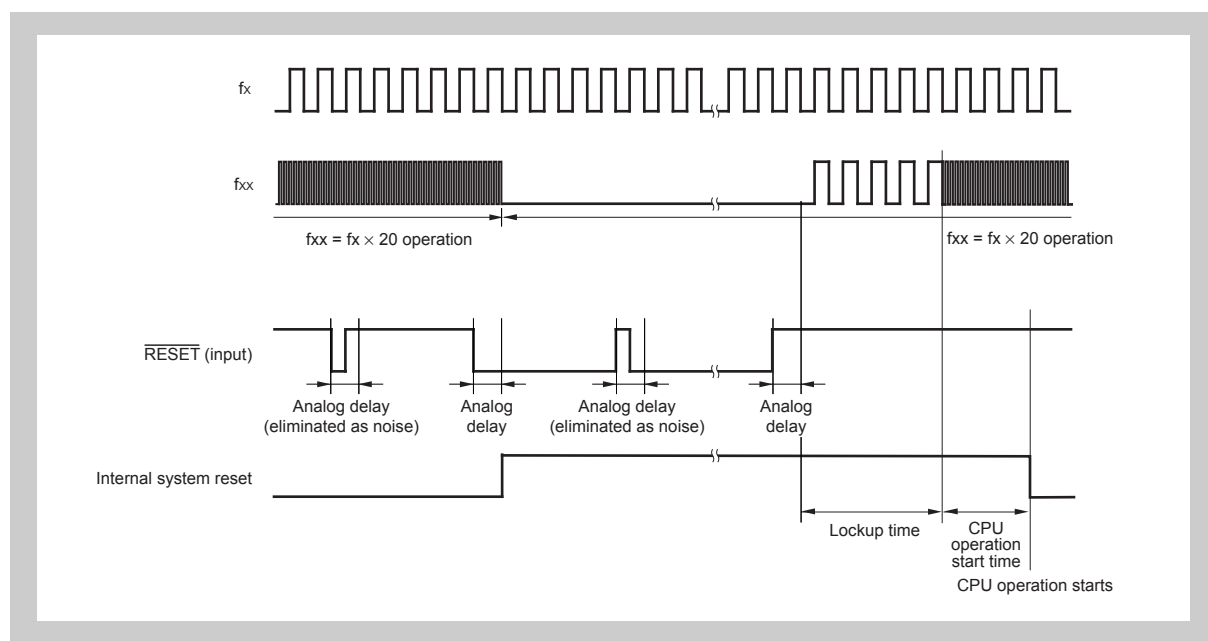 fx
fxx
fxx = fx × 20 operation
fxx = fx × 20 operation
RESET (input)
Analog delay
(eliminated as noise)
Analog
delay
Analog delay
(eliminated as noise)
Analog
delay
Internal system reset
Lockup time
CPU
operation
start time
CPU operation starts